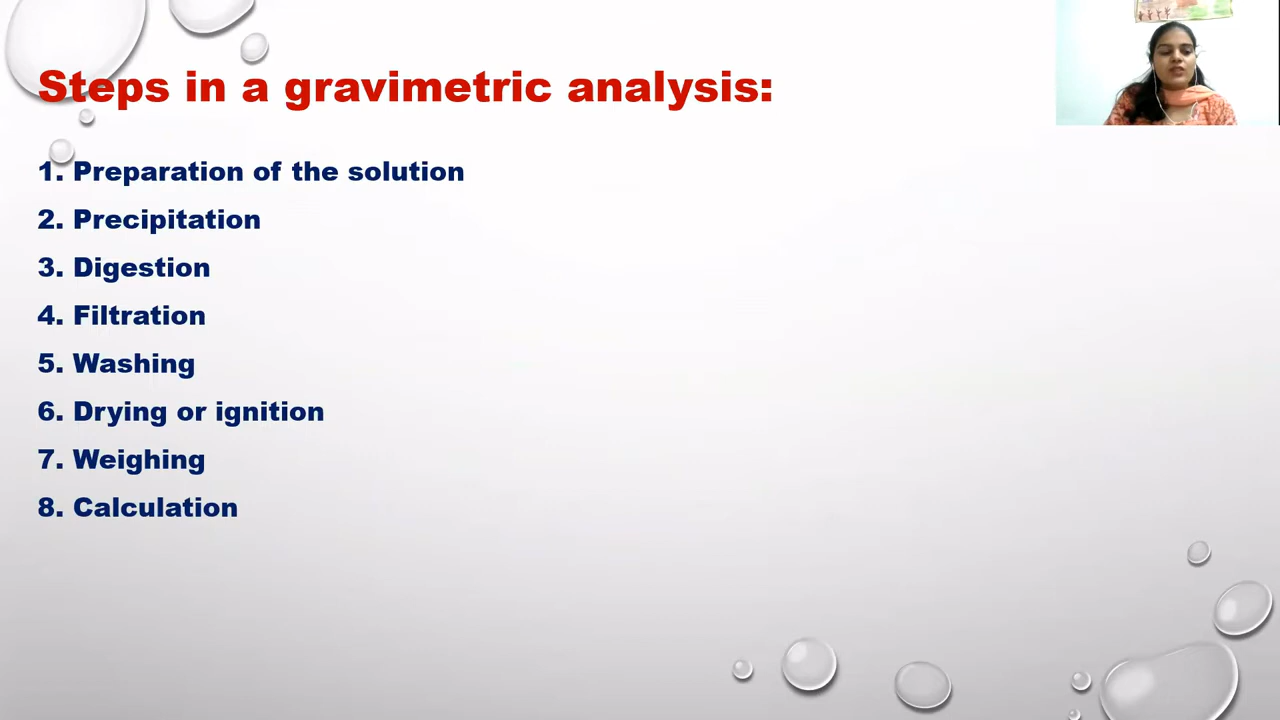 Steps in a gravimetric analysis:
1. Preparation of the solution
2. Precipitation
3. Digestion
4. Filtration
5. Washing
6. Drying or ignition
7. Weighing
8. Calculation